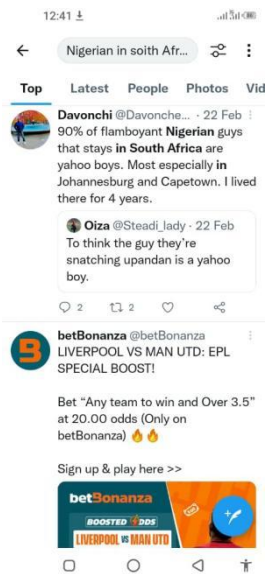 12:41
Nigerian in soith Afr...
Top Latest People Photos Vid
Davonchi @Davonche... · 22 Feb
90% of flamboyant Nigerian guys
that stays in South Africa are
yahoo boys. Most especially in
Johannesburg and Capetown. I lived
there for 4 years.
Oiza @Steadi_lady · 22 Feb
To think the guy they're
snatching upandan is a yahoo
boy.
2 2
betBonanza @betBonanza
LIVERPOOL VS MAN UTD: EPL
SPECIAL BOOST!
Bet “Any team to win and Over 3.5”
at 20.00 odds (Only on
betBonanza) 🔥🔥
Sign up & play here >>
betBonanza
BOOSTED ODDS
LIVERPOOL VS MAN UTD